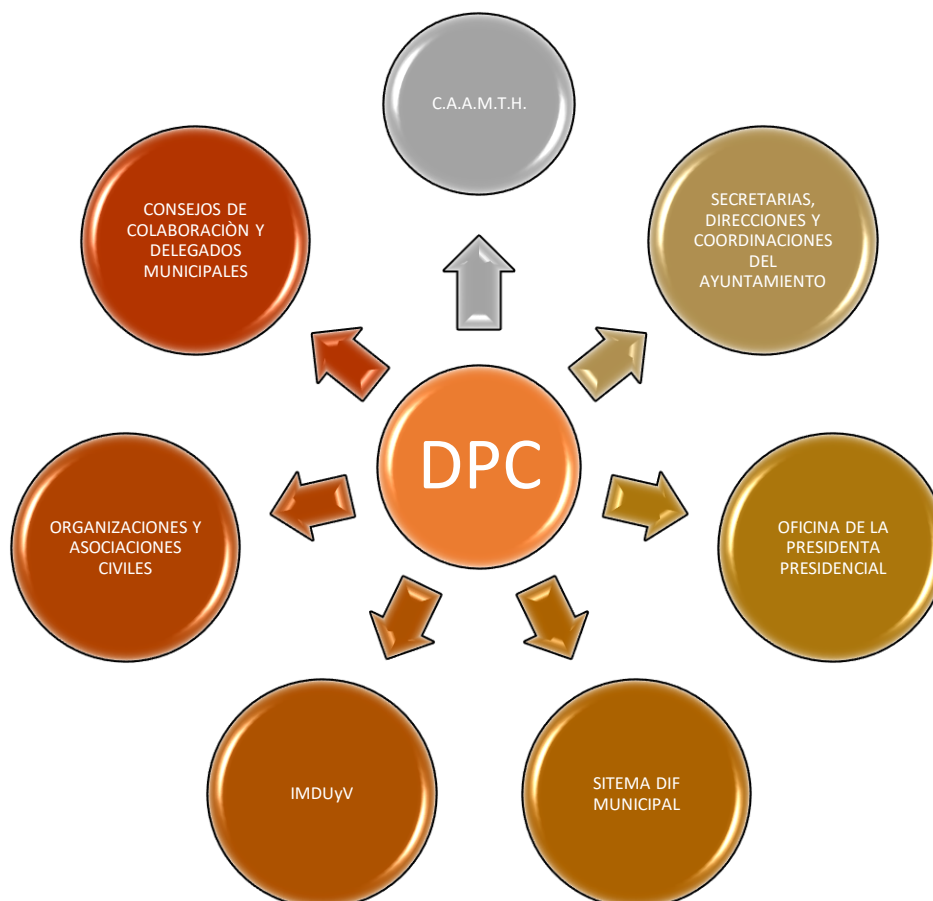 C.A.A.M.T.H.
SECRETARIAS,
DIRECCIONES Y
COORDINACIONES
DEL
AYUNTAMIENTO
OFICINA DE LA
PRESIDENTA
PRESIDENCIAL
SITEMA DIF
MUNICIPAL
IMDUyV
ORGANIZACIONES Y
ASOCIACIONES
CIVILES
CONSEJOS DE
COLABORACIÒN Y
DELEGADOS
MUNICIPALES
DPC